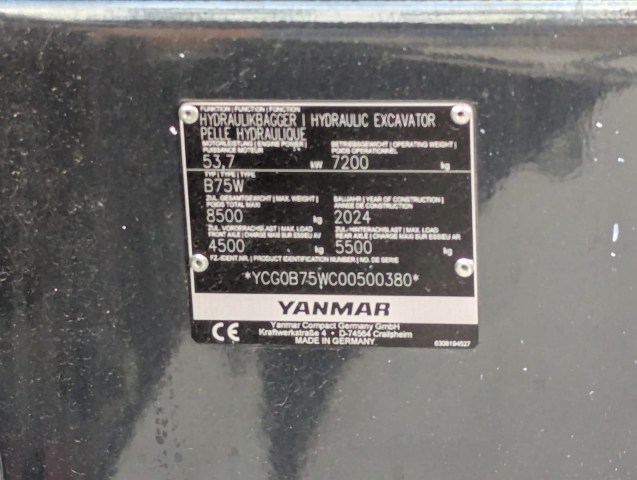 FUNKTION | FUNCTION | FONCTION
HYDRAULIKBAGGER | HYDRAULIC EXCAVATOR
PELLE HYDRAULIQUE
MOTORLEISTUNG | ENGINE POWER | BETRIEBSGEWICHT | OPERATING WEIGHT |
PUISSANCE MOTEUR POIDS OPERATIONNEL
53,7 kW 7200 kg
TYP | TYPE | TYPE
B75W
ZUL. GESAMTGEWICHT | MAX. WEIGHT | BAUJAHR | YEAR OF CONSTRUCTION |
POIDS TOTAL MAXI ANNEE DE CONSTRUCTION
8500 kg 2024
ZUL. VORDERACHSLAST | MAX. LOAD ZUL. HINTERACHSLAST | MAX. LOAD
FRONT AXLE | CHARGE MAXI SUR ESSIEU AV REAR AXLE | CHARGE MAXI SUR ESSIEU AR
4500 kg 5500 kg
FZ.-IDENT.NR. | PRODUCT IDENTIFICATION NUMBER | NO. DE SERIE
*YCG0B75WC00500380*
YANMAR
CE Yanmar Compact Germany GmbH
Kraftwerkstraße 4 • D-74564 Crailsheim
MADE IN GERMANY 6308194527